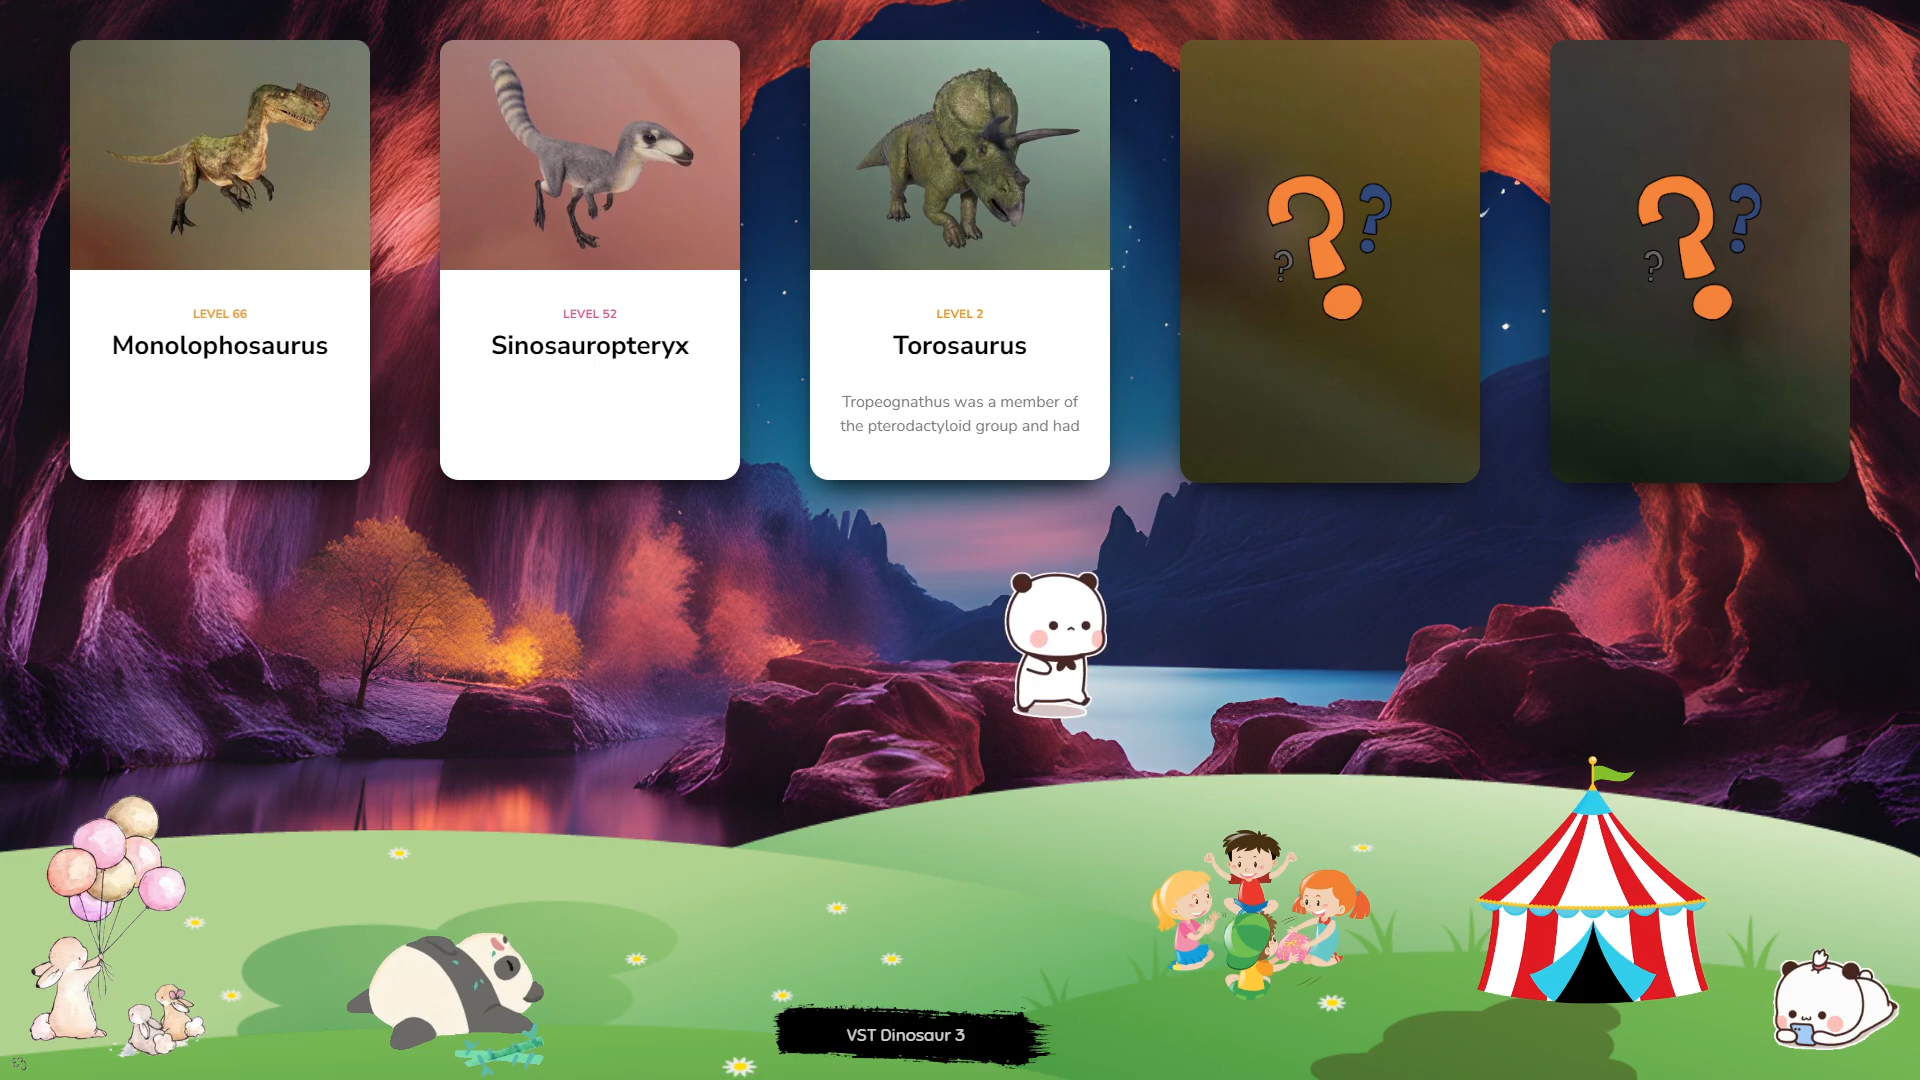 LEVEL 66
Monolophosaurus
LEVEL 52
Sinosauropteryx
LEVEL 2
Torosaurus
Tropeognathus was a member of
the pterodactyloid group and had
? ? ?
? ? ?
VST Dinosaur 3